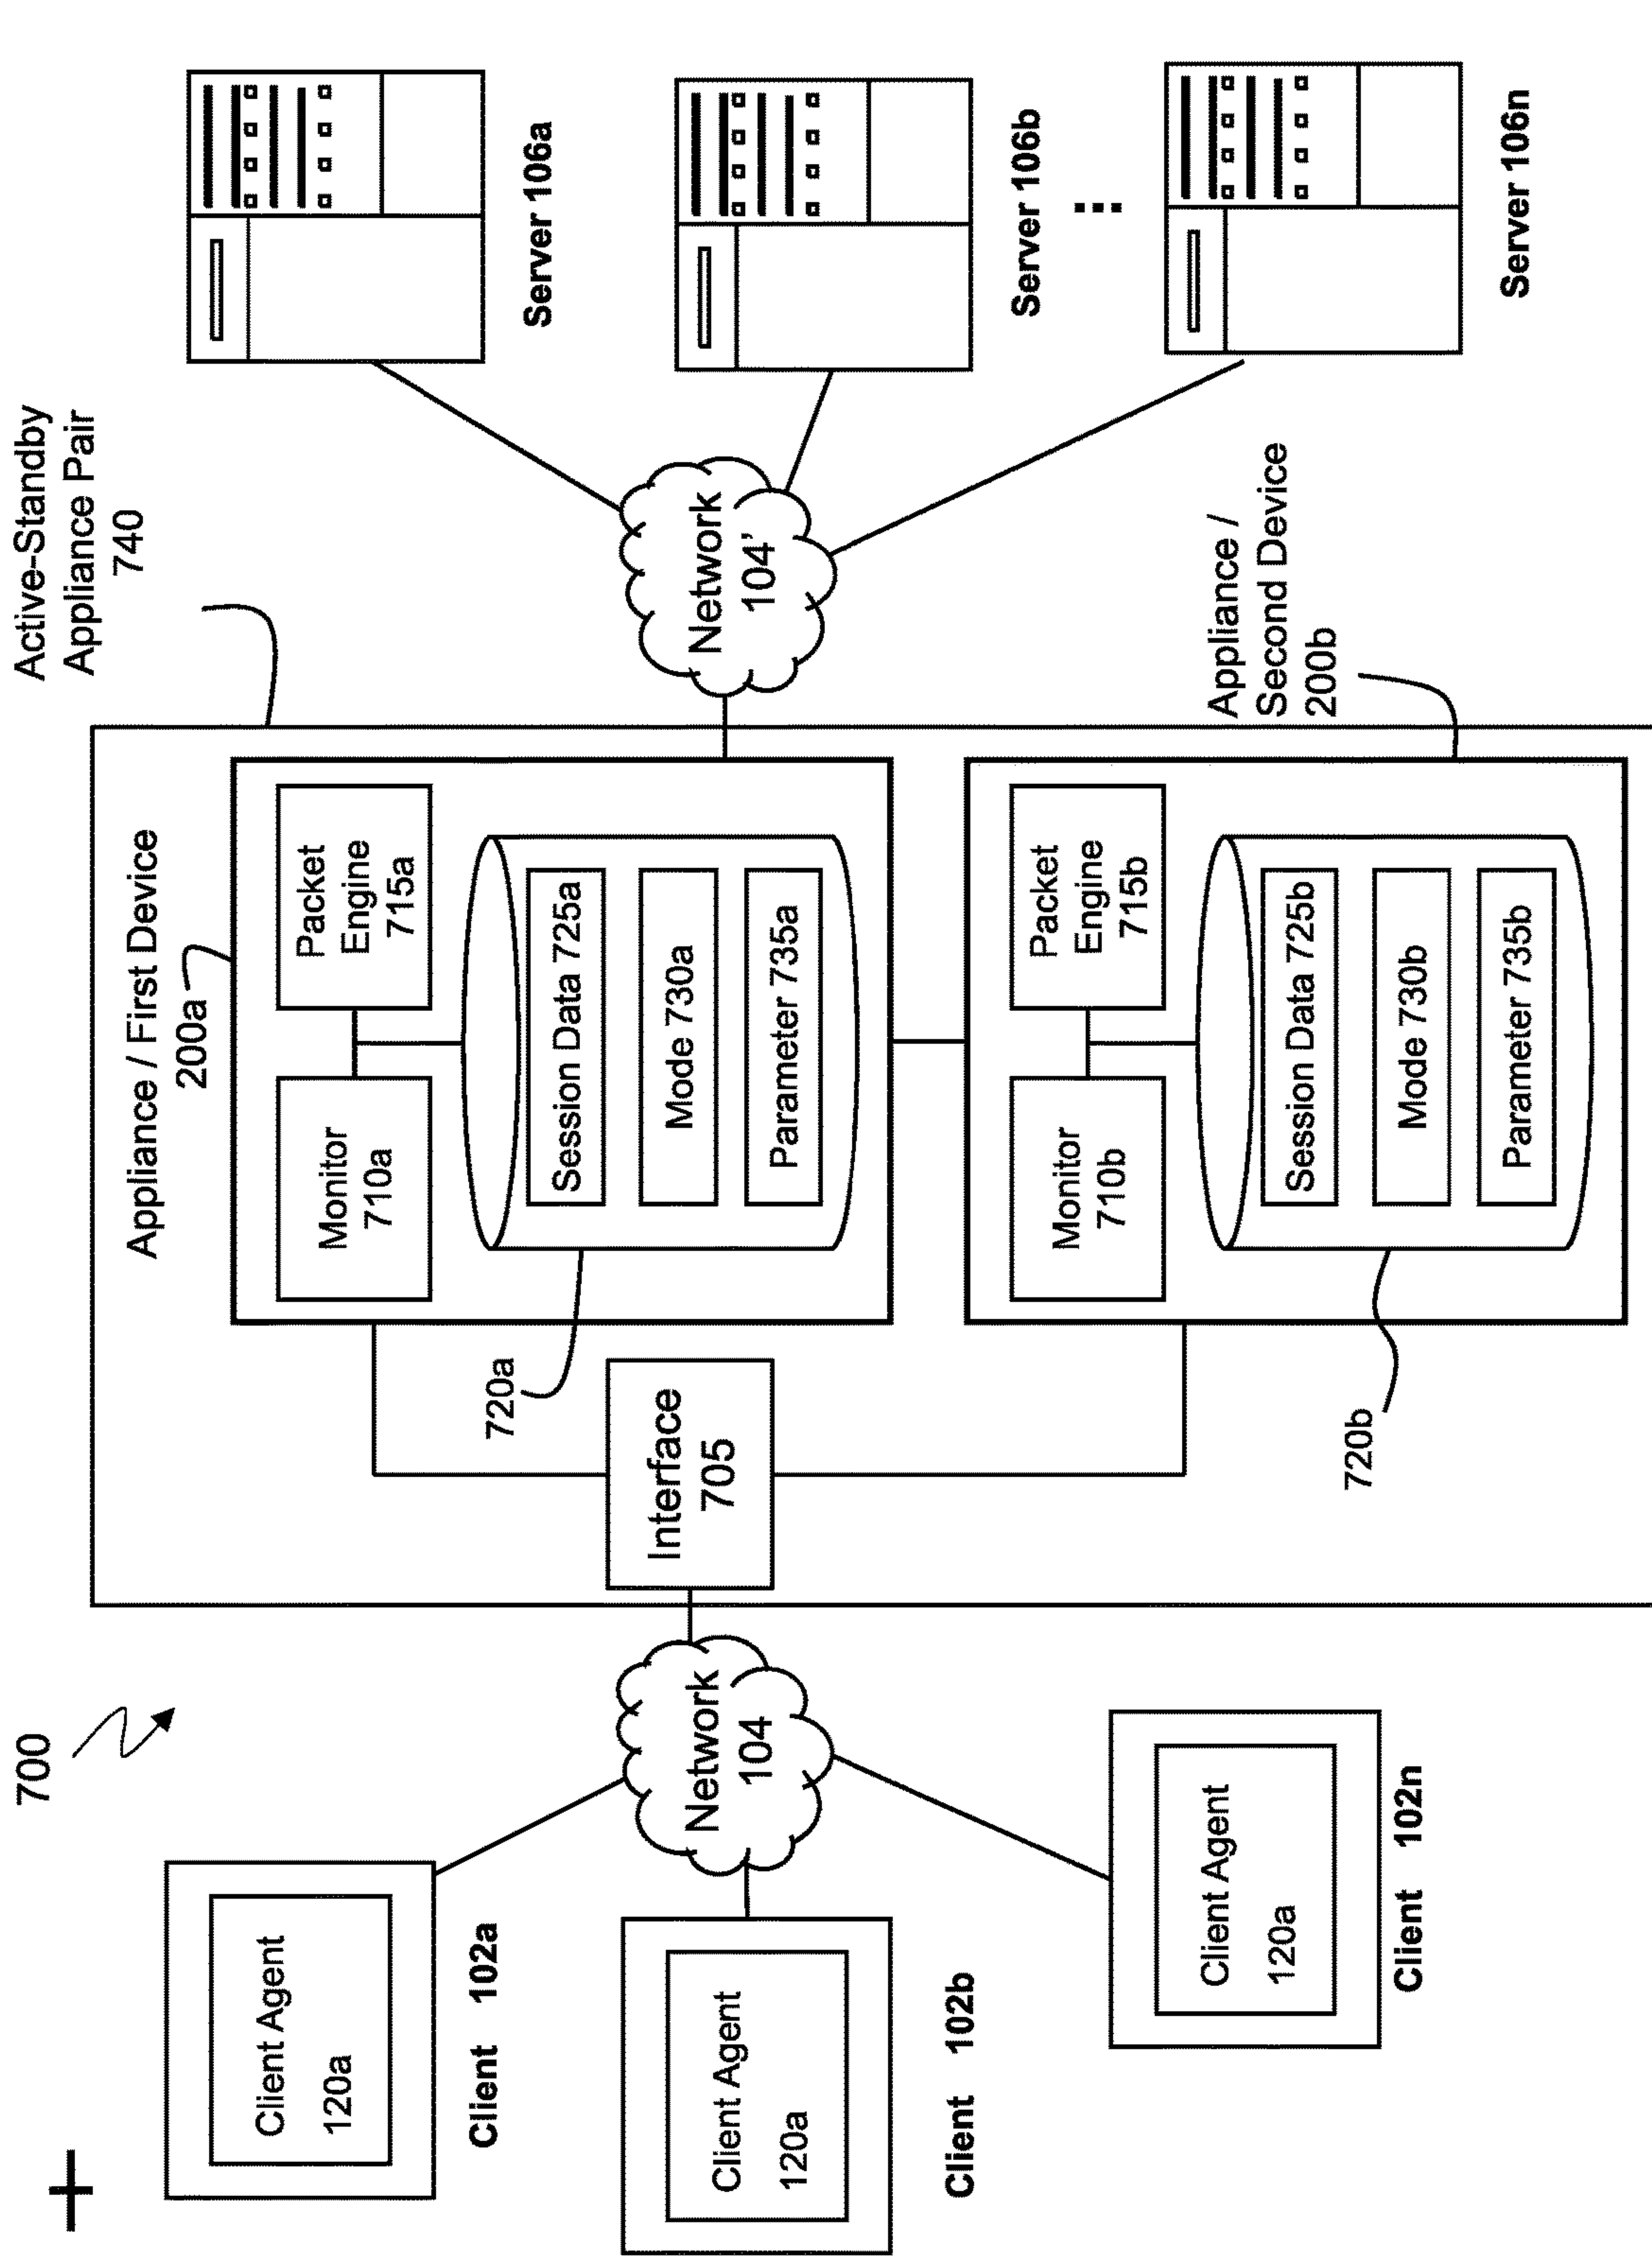 700
Active-Standby
Appliance Pair
740
Client Agent
120a
Client 102a
Client Agent
120a
Client 102b
Client Agent
120a
Client 102n
Network
104
Interface
705
Appliance / First Device
200a
Monitor
710a
Packet
Engine
715a
720a
Session Data 725a
Mode 730a
Parameter 735a
Appliance /
Second Device
200b
Monitor
710b
Packet
Engine
715b
720b
Session Data 725b
Mode 730b
Parameter 735b
Network
104'
Server 106a
Server 106b
Server 106n